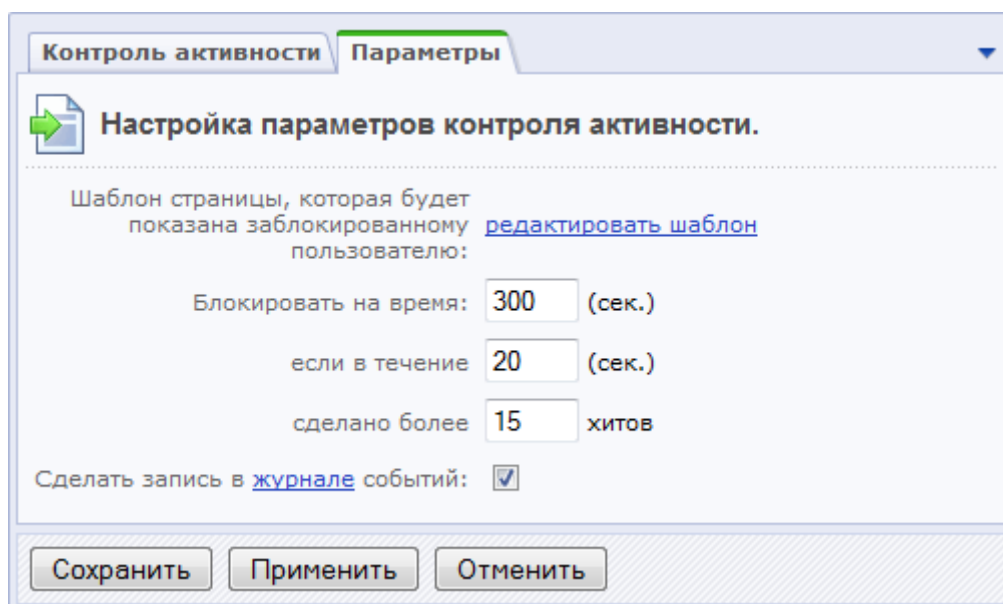 Контроль активности
Параметры
Настройка параметров контроля активности.
Шаблон страницы, которая будет
показана заблокированному
пользователю:
редактировать шаблон
Блокировать на время: 300 (сек.)
если в течение 20 (сек.)
сделано более 15 хитов
Сделать запись в журнале событий:
Сохранить
Применить
Отменить